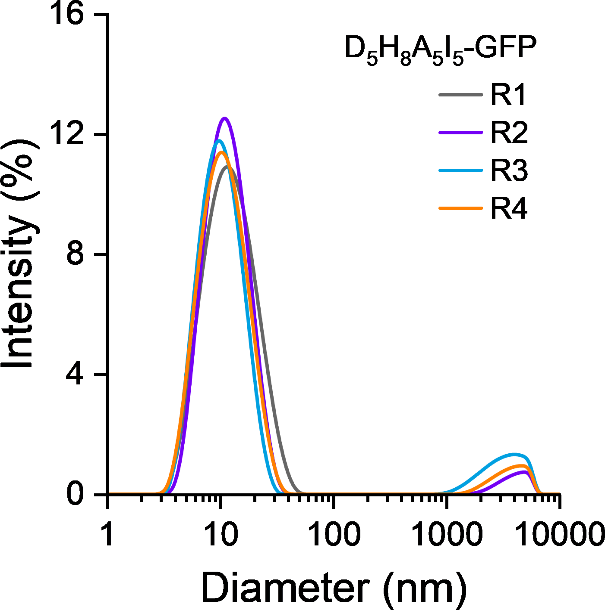 16
D₅H₈A₅I₅-GFP
R1
12
R2
R3
R4
8
4
0
Intensity (%)
1 10 100 1000 10000
Diameter (nm)